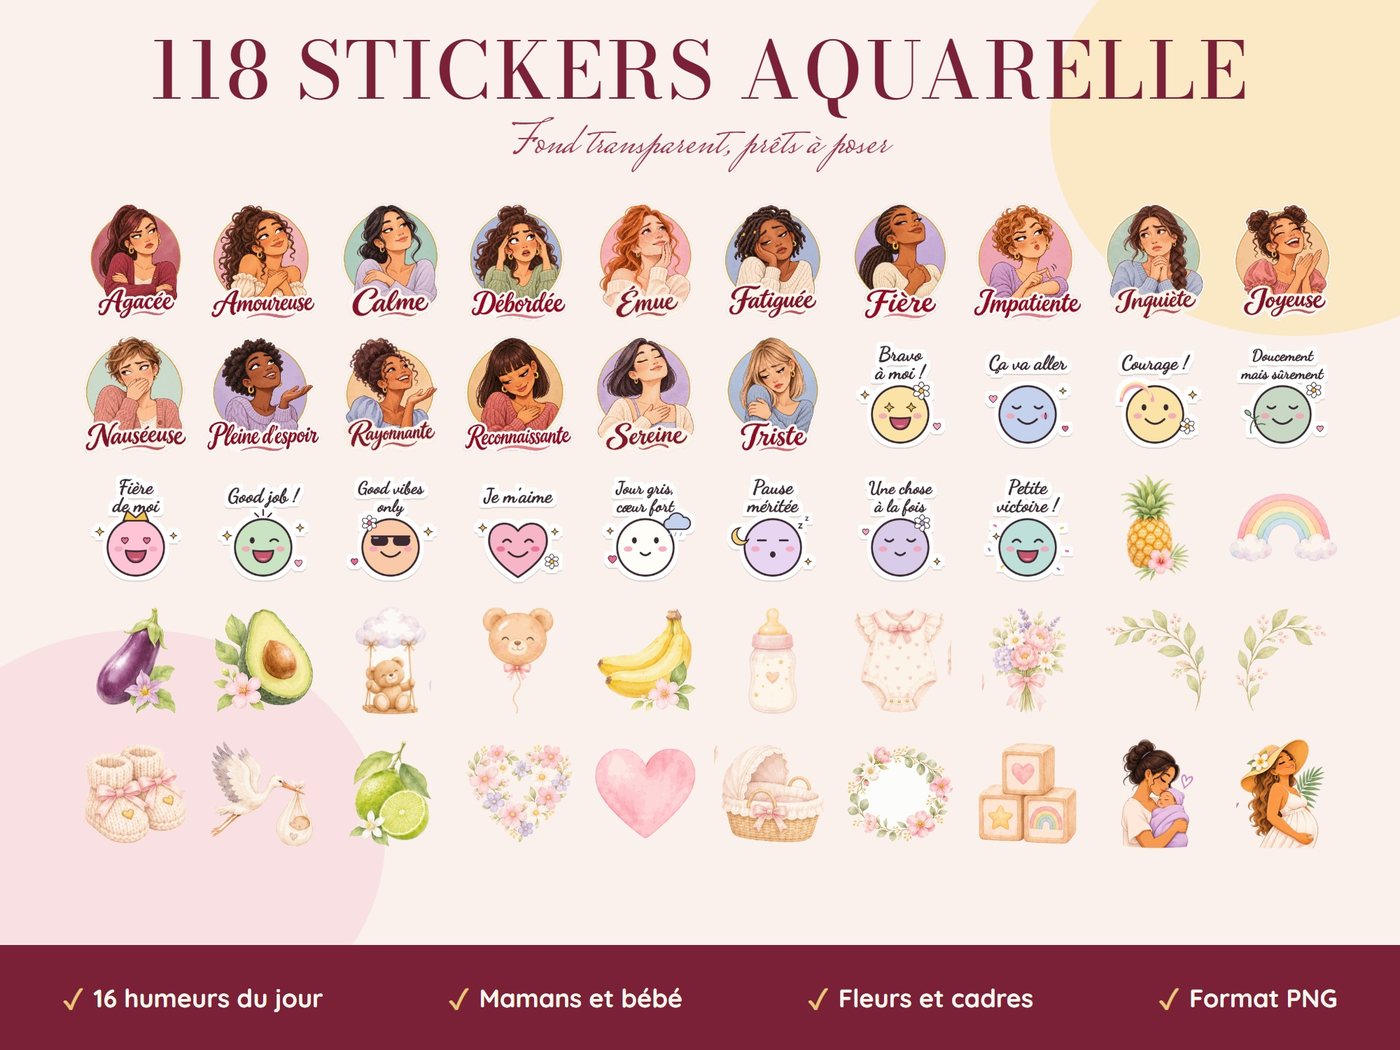 118 STICKERS AQUARELLE
Fond transparent, prêts à poser
Agacée
Amoureuse
Calme
Débordée
Émue
Fatiguée
Fière
Impatiente
Inquiète
Joyeuse
Nauséeuse
Pleine d'espoir
Rayonnante
Reconnaissante
Sereine
Triste
Bravo
à moi !
Ça va aller
Courage !
Doucement
mais sûrement
Fière
de moi
Good job !
Good vibes
only
Je m'aime
Jour gris,
cœur fort
Pause
méritée
z z
Une chose
à la fois
Petite
victoire !
✓ 16 humeurs du jour
✓ Mamans et bébé
✓ Fleurs et cadres
✓ Format PNG